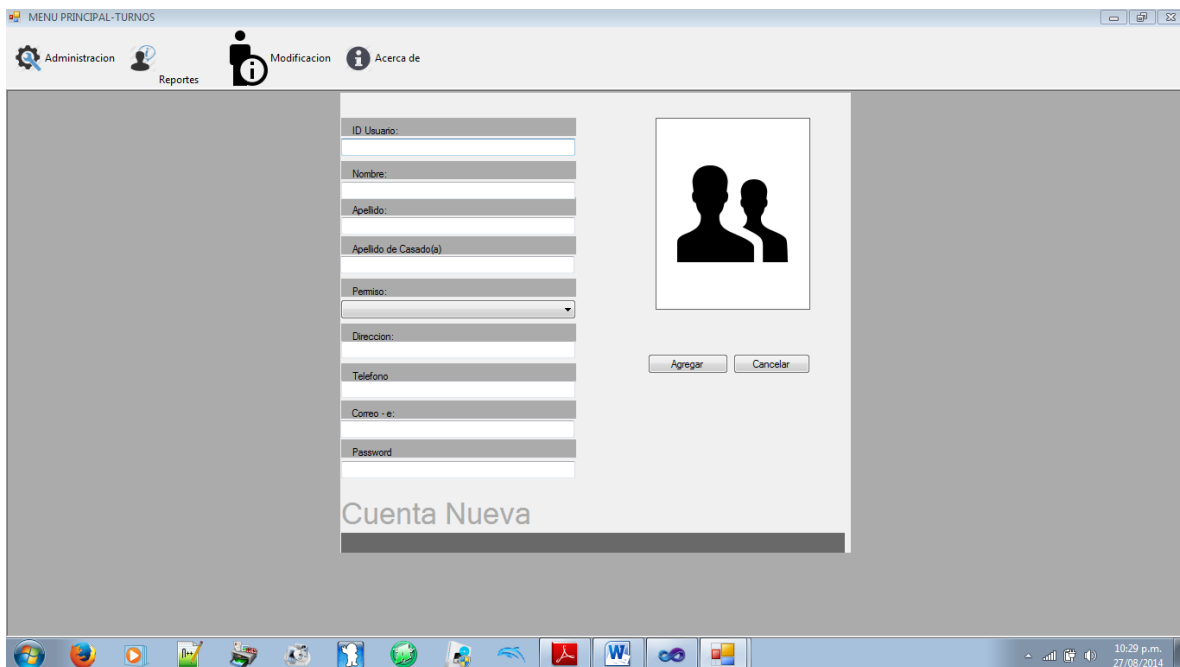 MENU PRINCIPAL-TURNOS
Administracion
Reportes
Modificacion
Acerca de
ID Usuario:
Nombre:
Apellido:
Apellido de Casado(a)
Permiso:
Direccion:
Telefono
Correo - e:
Password
Agregar
Cancelar
Cuenta Nueva
10:29 p.m.
27/08/2014